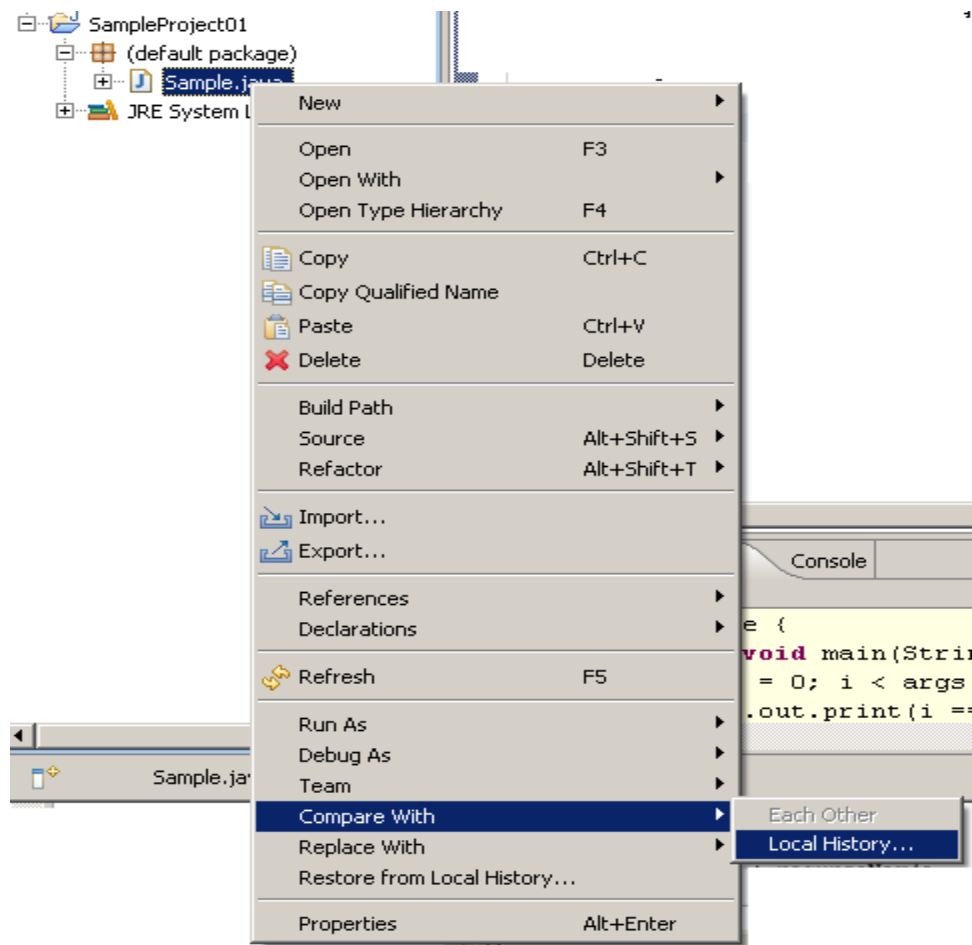 SampleProject01
(default package)
Sample.java
JRE System L
New
Open F3
Open With
Open Type Hierarchy F4
Copy Ctrl+C
Copy Qualified Name
Paste Ctrl+V
Delete Delete
Build Path
Source Alt+Shift+S
Refactor Alt+Shift+T
Import...
Export...
References
Declarations
Refresh F5
Run As
Debug As
Team
Compare With
Replace With
Restore from Local History...
Properties Alt+Enter
Each Other
Local History...
Console
e {
void main(Strin
= 0; i < args
.out.print(i ==
Sample.ja